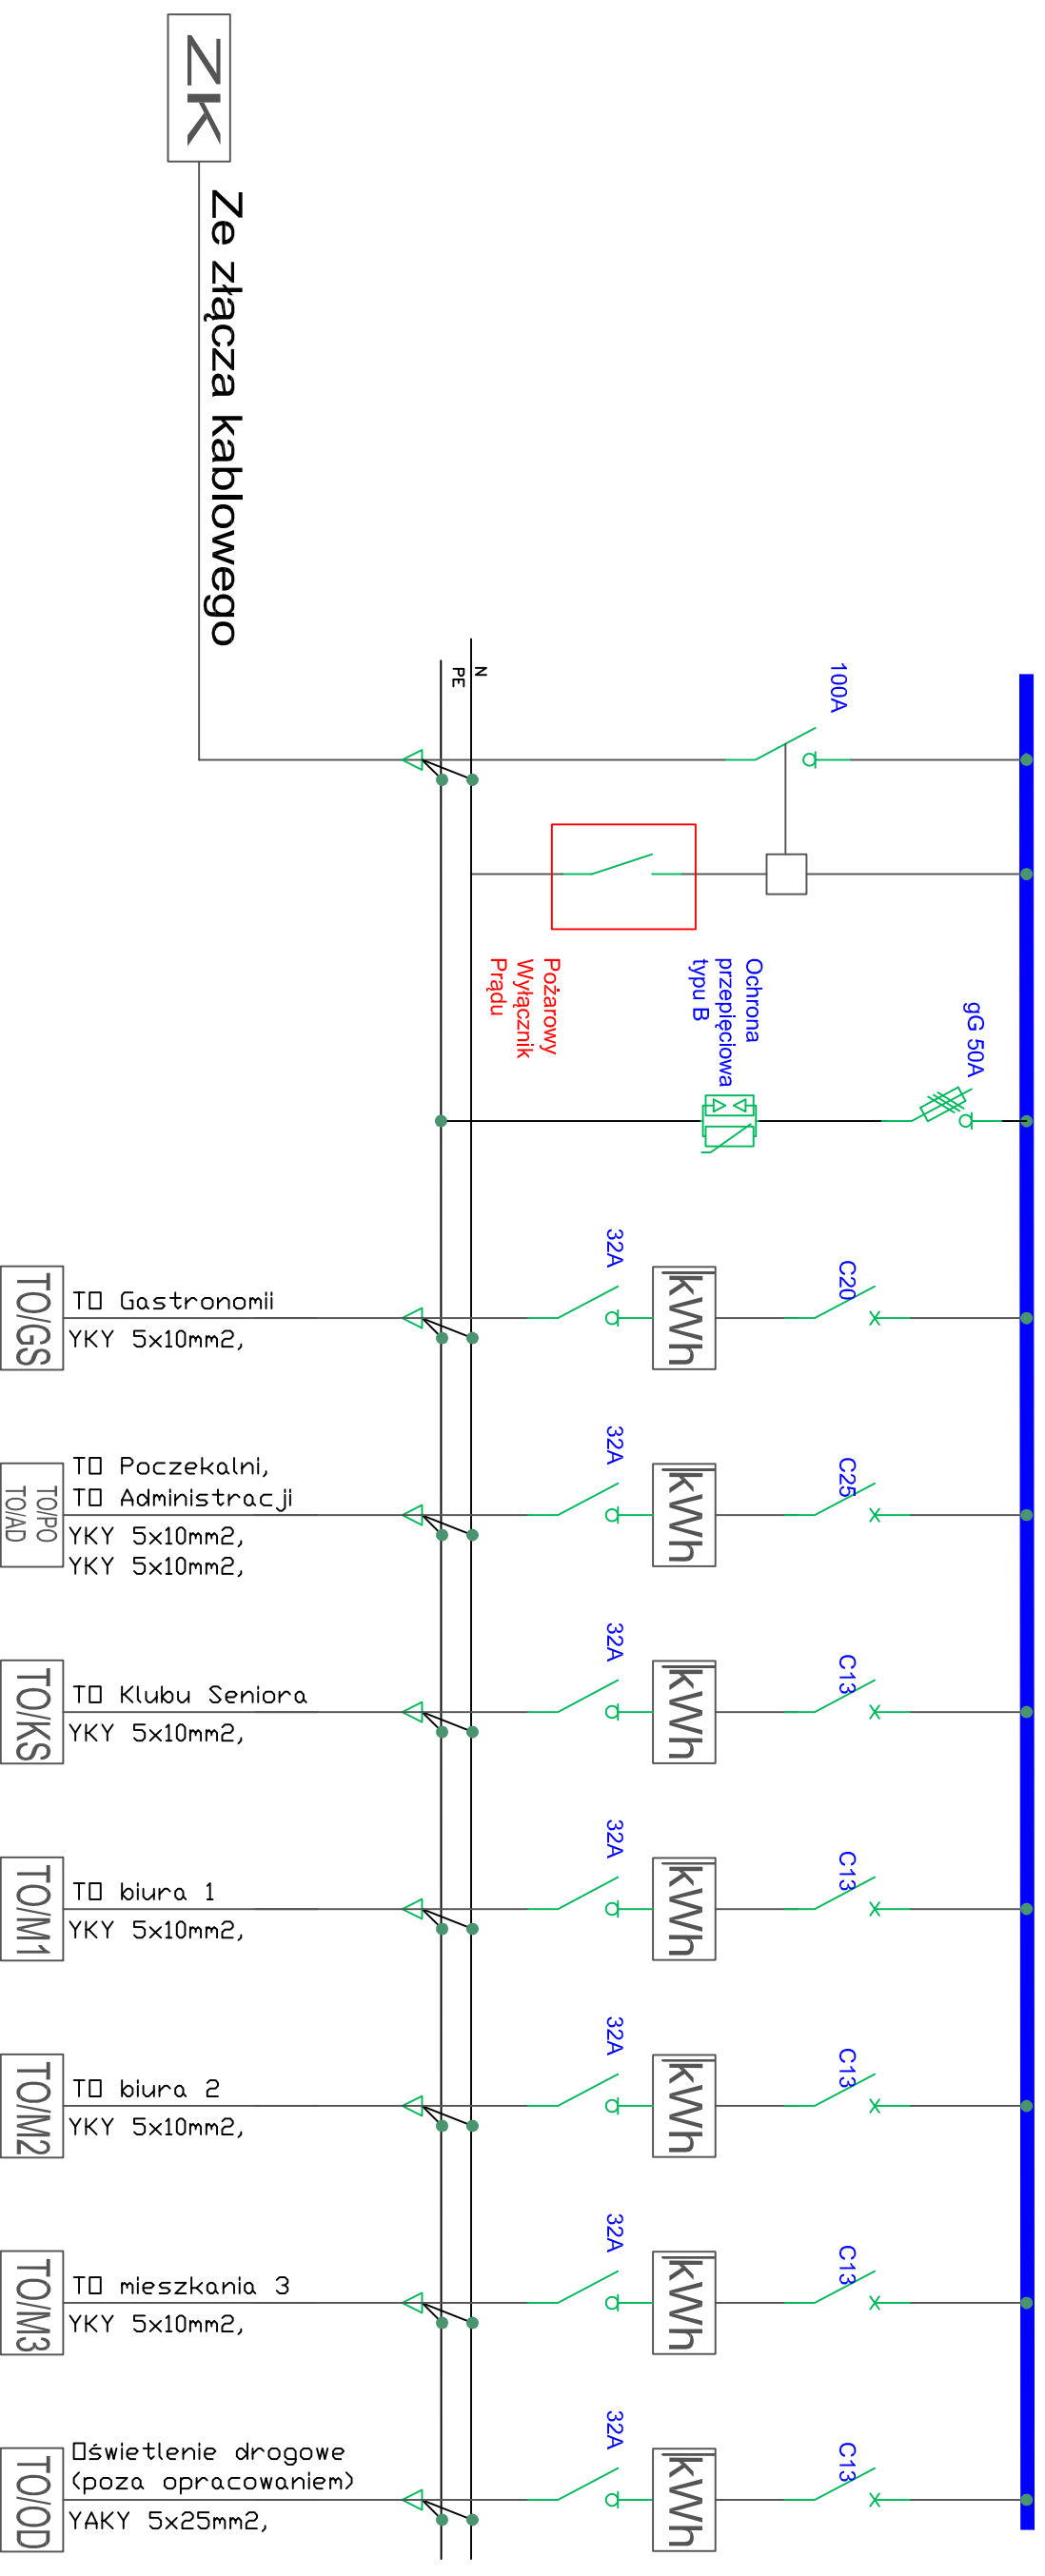 ZK
Ze złącza kablowego
N
PE
100A
Pożarowy
Wyłącznik
Prądu
Ochrona
przepięciowa
typu B
gG 50A
C20
kWh
32A
TO Gastronomii
YKY 5x10mm2,
TO/GS
C25
kWh
32A
TO Poczekalni,
TO Administracji
YKY 5x10mm2,
YKY 5x10mm2,
TO/PO
TO/AD
C13
kWh
32A
TO Klubu Seniora
YKY 5x10mm2,
TO/KS
C13
kWh
32A
TO biura 1
YKY 5x10mm2,
TO/M1
C13
kWh
32A
TO biura 2
YKY 5x10mm2,
TO/M2
C13
kWh
32A
TO mieszkania 3
YKY 5x10mm2,
TO/M3
C13
kWh
32A
Oświetlenie drogowe
(poza opracowaniem)
YAKY 5x25mm2,
TO/OD